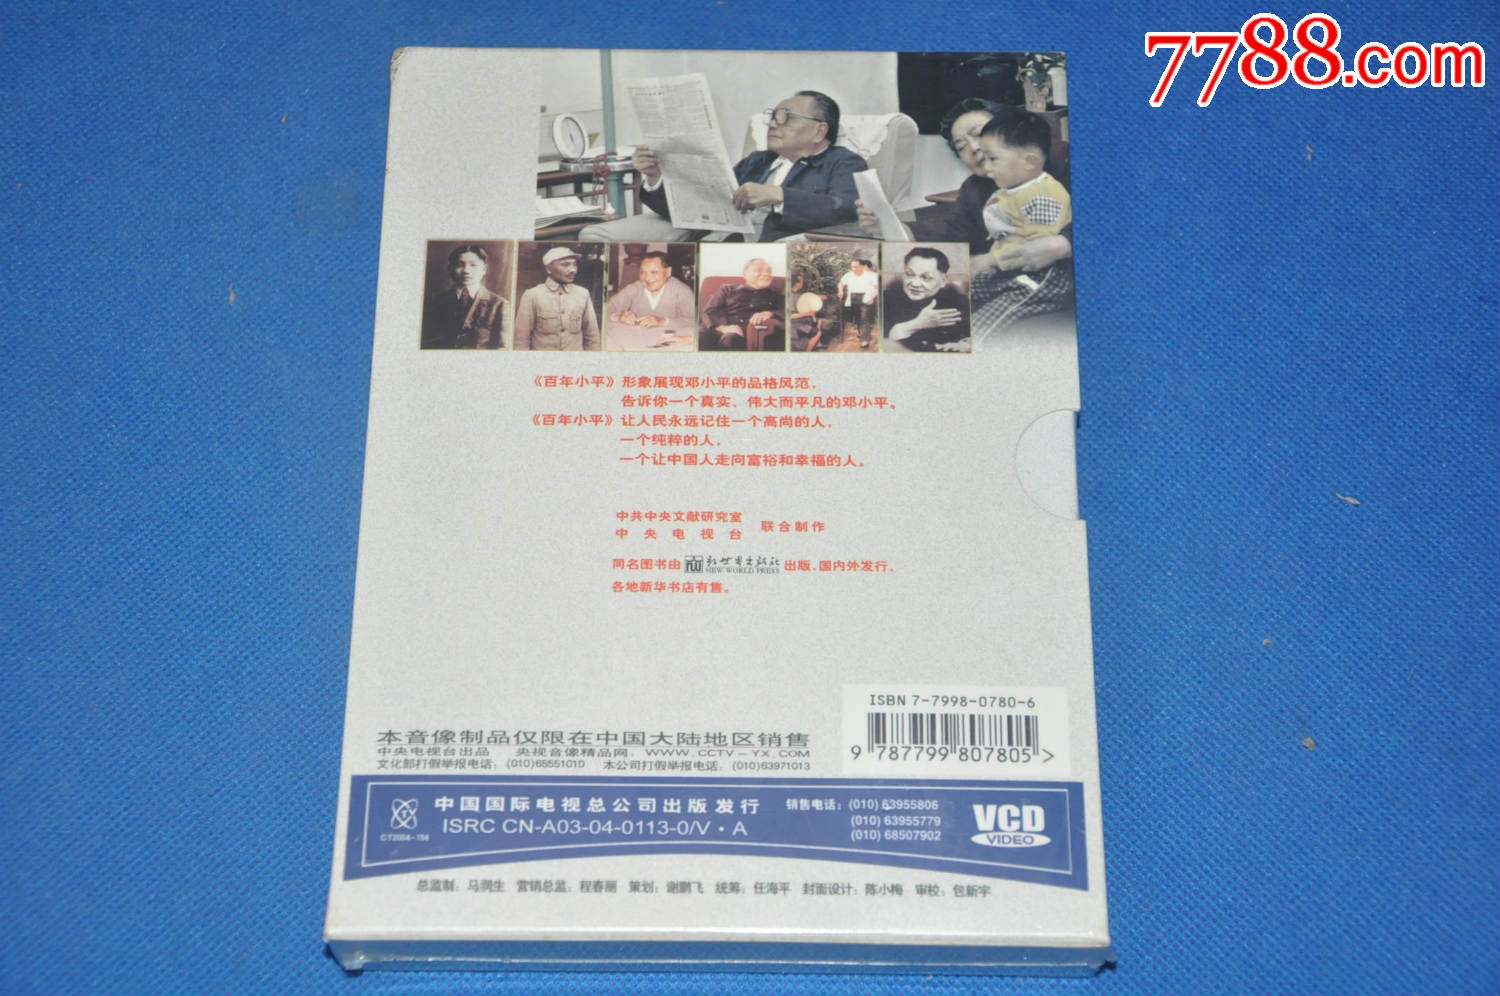 7788.com
《百年小平》形象展现邓小平的品格风范，
告诉你一个真实、伟大而平凡的邓小平。
《百年小平》让人民永远记住一个高尚的人，
一个纯粹的人，
一个让中国人走向富裕和幸福的人。
中共中央文献研究室
中央电视台
联合制作
同名图书由 新世界出版社 NEW WORLD PRESS 出版，国内外发行，
各地新华书店有售。
ISBN 7-7998-0780-6
9 787799 807805 >
本音像制品仅限在中国大陆地区销售
中央电视台出品 央视音像精品网：WWW.CCTV-YX.COM
文化部打假举报电话：(010)65551010 本公司打假举报电话：(010)63971013
中国国际电视总公司出版发行
ISRC CN-A03-04-0113-0/V·A
CT2004-158
销售电话：(010) 63955806
(010) 63955779
(010) 68507902
VCD
VIDEO
总监制：马润生 营销总监：程春丽 策划：谢鹏飞 统筹：任海平 封面设计：陈小梅 审校：包新宇